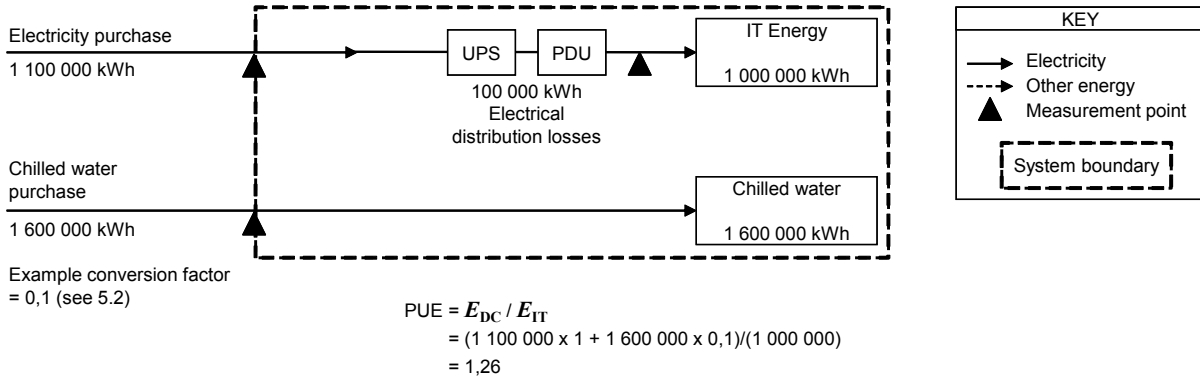 Electricity purchase
1 100 000 kWh
UPS
PDU
100 000 kWh
Electrical
distribution losses
IT Energy
1 000 000 kWh
Chilled water
purchase
1 600 000 kWh
Chilled water
1 600 000 kWh
Example conversion factor
= 0,1 (see 5.2)
PUE = E_DC / E_IT
= (1 100 000 x 1 + 1 600 000 x 0,1)/(1 000 000)
= 1,26
KEY
Electricity
Other energy
Measurement point
System boundary